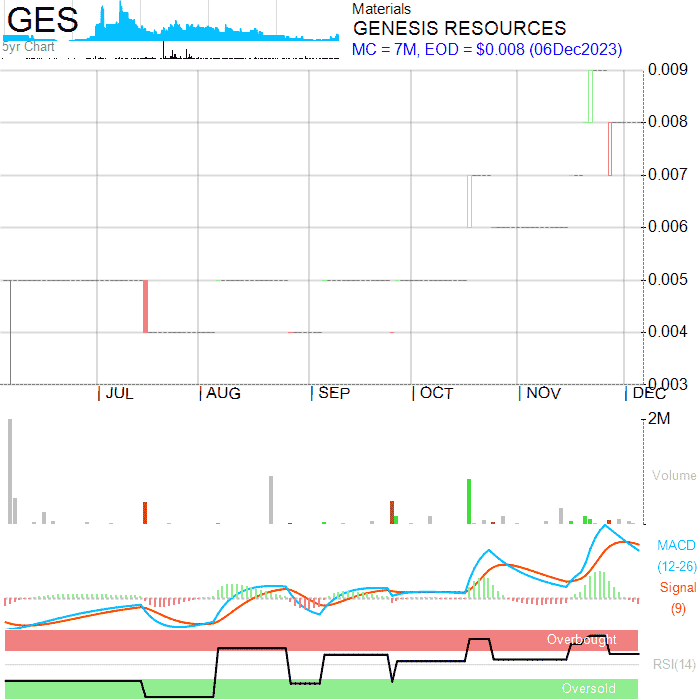 GES
5yr Chart
Materials
GENESIS RESOURCES
MC = 7M, EOD = $0.008 (06Dec2023)
0.009
0.008
0.007
0.006
0.005
0.004
0.003
| JUL | AUG | SEP | OCT | NOV | DEC
2M
Volume
MACD
(12-26)
Signal
(9)
Overbought
RSI(14)
Oversold